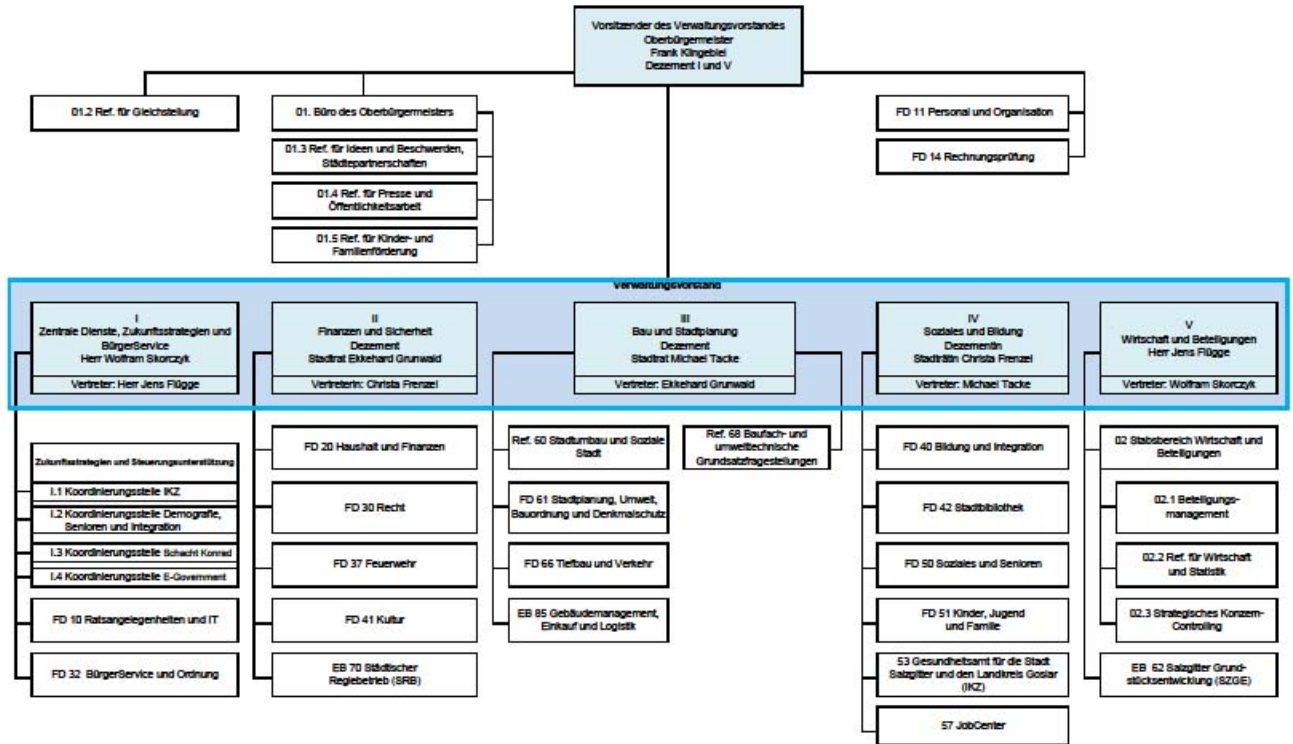 Vorsitzender des Verwaltungsvorstandes
Oberbürgermeister
Frank Klingebiel
Dezernent I und V
01.2 Ref. für Gleichstellung
01. Büro des Oberbürgermeisters
01.3 Ref. für Ideen und Beschwerden,
Städtepartnerschaften
01.4 Ref. für Presse und
Öffentlichkeitsarbeit
01.5 Ref. für Kinder- und
Familienförderung
FD 11 Personal und Organisation
FD 14 Rechnungsprüfung
Verwaltungsvorstand
I
Zentrale Dienste, Zukunftsstrategien und
BürgerService
Herr Wolfram Skorczyk
Vertreter: Herr Jens Flügge
II
Finanzen und Sicherheit
Dezernent
Stadtrat Ekkehard Grunwald
Vertreterin: Christa Frenzel
III
Bau und Stadtplanung
Dezernent
Stadtrat Michael Tacke
Vertreter: Ekkehard Grunwald
IV
Soziales und Bildung
Dezernentin
Stadträtin Christa Frenzel
Vertreter: Michael Tacke
V
Wirtschaft und Beteiligungen
Herr Jens Flügge
Vertreter: Wolfram Skorczyk
Zukunftsstrategien und Steuerungsunterstützung
I.1 Koordinierungsstelle IKZ
I.2 Koordinierungsstelle Demografie,
Senioren und Integration
I.3 Koordinierungsstelle Schacht Konrad
I.4 Koordinierungsstelle E-Government
FD 10 Ratsangelegenheiten und IT
FD 32 BürgerService und Ordnung
FD 20 Haushalt und Finanzen
FD 30 Recht
FD 37 Feuerwehr
FD 41 Kultur
EB 70 Städtischer
Regiebetrieb (SRB)
Ref. 60 Stadtumbau und Soziale
Stadt
FD 61 Stadtplanung, Umwelt,
Bauordnung und Denkmalschutz
FD 66 Tiefbau und Verkehr
EB 85 Gebäudemanagement,
Einkauf und Logistik
Ref. 68 Baufach- und
umwelttechnische
Grundsatzfragestellungen
FD 40 Bildung und Integration
FD 42 Stadtbibliothek
FD 50 Soziales und Senioren
FD 51 Kinder, Jugend
und Familie
53 Gesundheitsamt für die Stadt
Salzgitter und den Landkreis Goslar
(IKZ)
57 JobCenter
02 Stabsbereich Wirtschaft und
Beteiligungen
02.1 Beteiligungs-
management
02.2 Ref. für Wirtschaft
und Statistik
02.3 Strategisches Konzern-
Controlling
EB 62 Salzgitter Grund-
stücksentwicklung (SZGE)